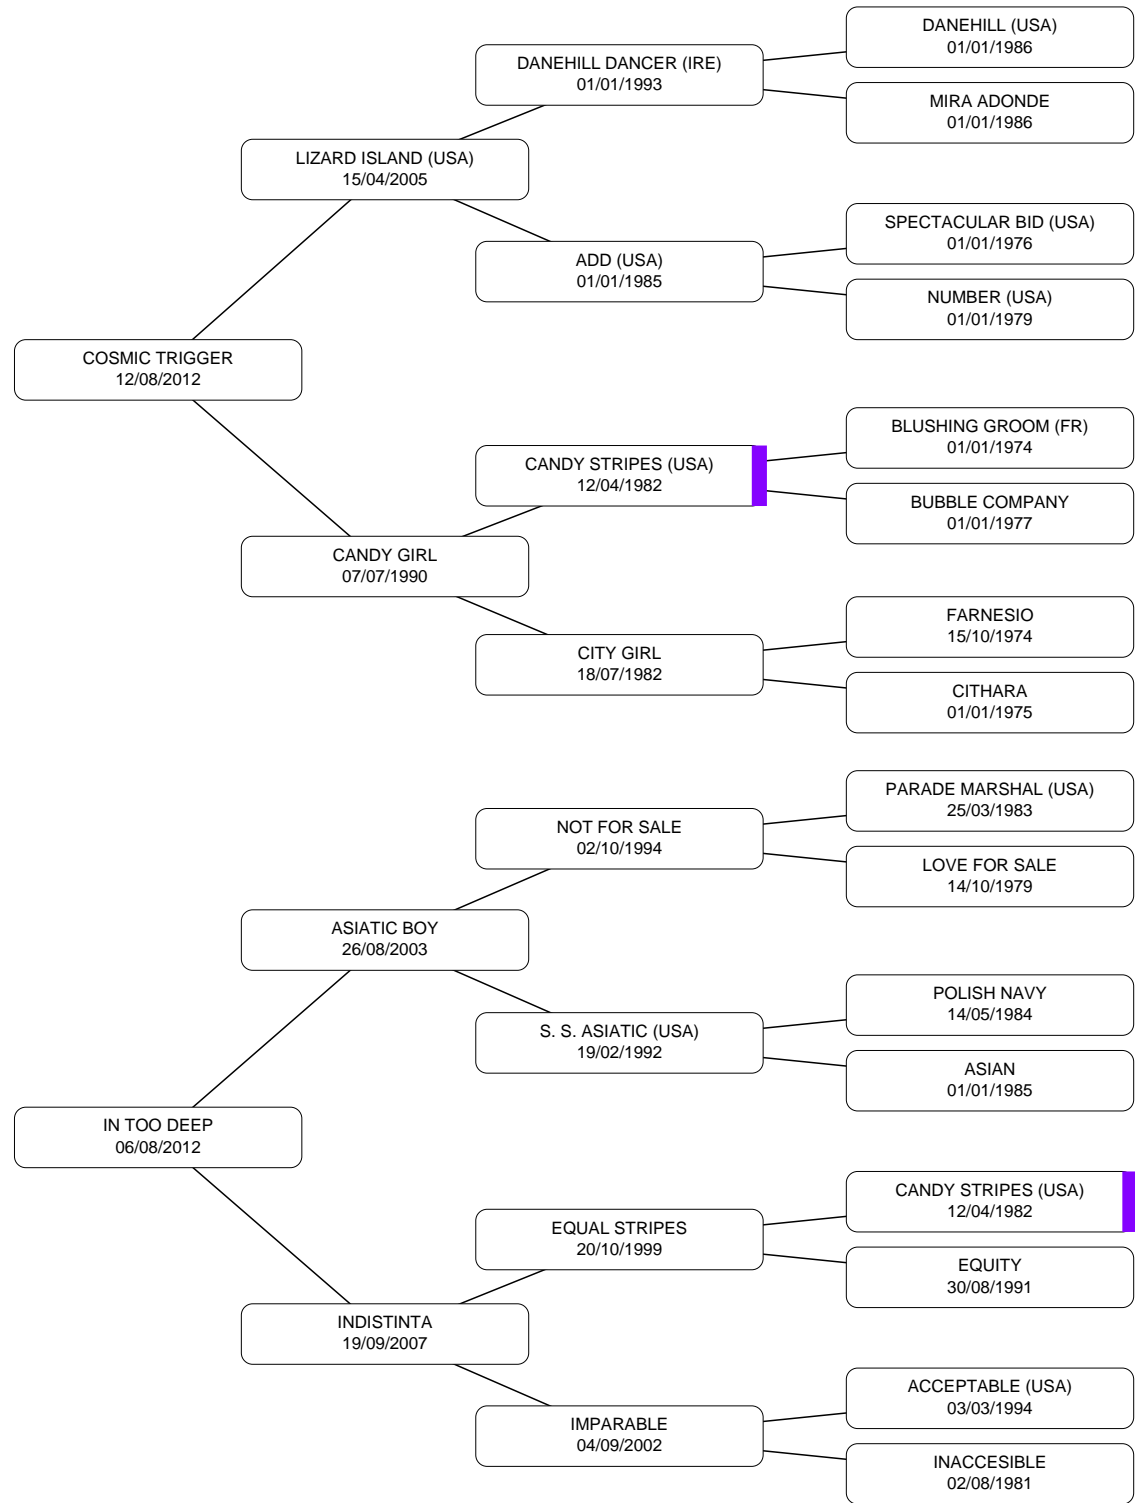 DANEHILL (USA)
01/01/1986
DANEHILL DANCER (IRE)
01/01/1993
MIRA ADONDE
01/01/1986
LIZARD ISLAND (USA)
15/04/2005
SPECTACULAR BID (USA)
01/01/1976
ADD (USA)
01/01/1985
NUMBER (USA)
01/01/1979
COSMIC TRIGGER
12/08/2012
BLUSHING GROOM (FR)
01/01/1974
CANDY STRIPES (USA)
12/04/1982
BUBBLE COMPANY
01/01/1977
CANDY GIRL
07/07/1990
FARNESIO
15/10/1974
CITY GIRL
18/07/1982
CITHARA
01/01/1975
PARADE MARSHAL (USA)
25/03/1983
NOT FOR SALE
02/10/1994
LOVE FOR SALE
14/10/1979
ASIATIC BOY
26/08/2003
POLISH NAVY
14/05/1984
S. S. ASIATIC (USA)
19/02/1992
ASIAN
01/01/1985
IN TOO DEEP
06/08/2012
CANDY STRIPES (USA)
12/04/1982
EQUAL STRIPES
20/10/1999
EQUITY
30/08/1991
INDISTINTA
19/09/2007
ACCEPTABLE (USA)
03/03/1994
IMPARABLE
04/09/2002
INACCESIBLE
02/08/1981